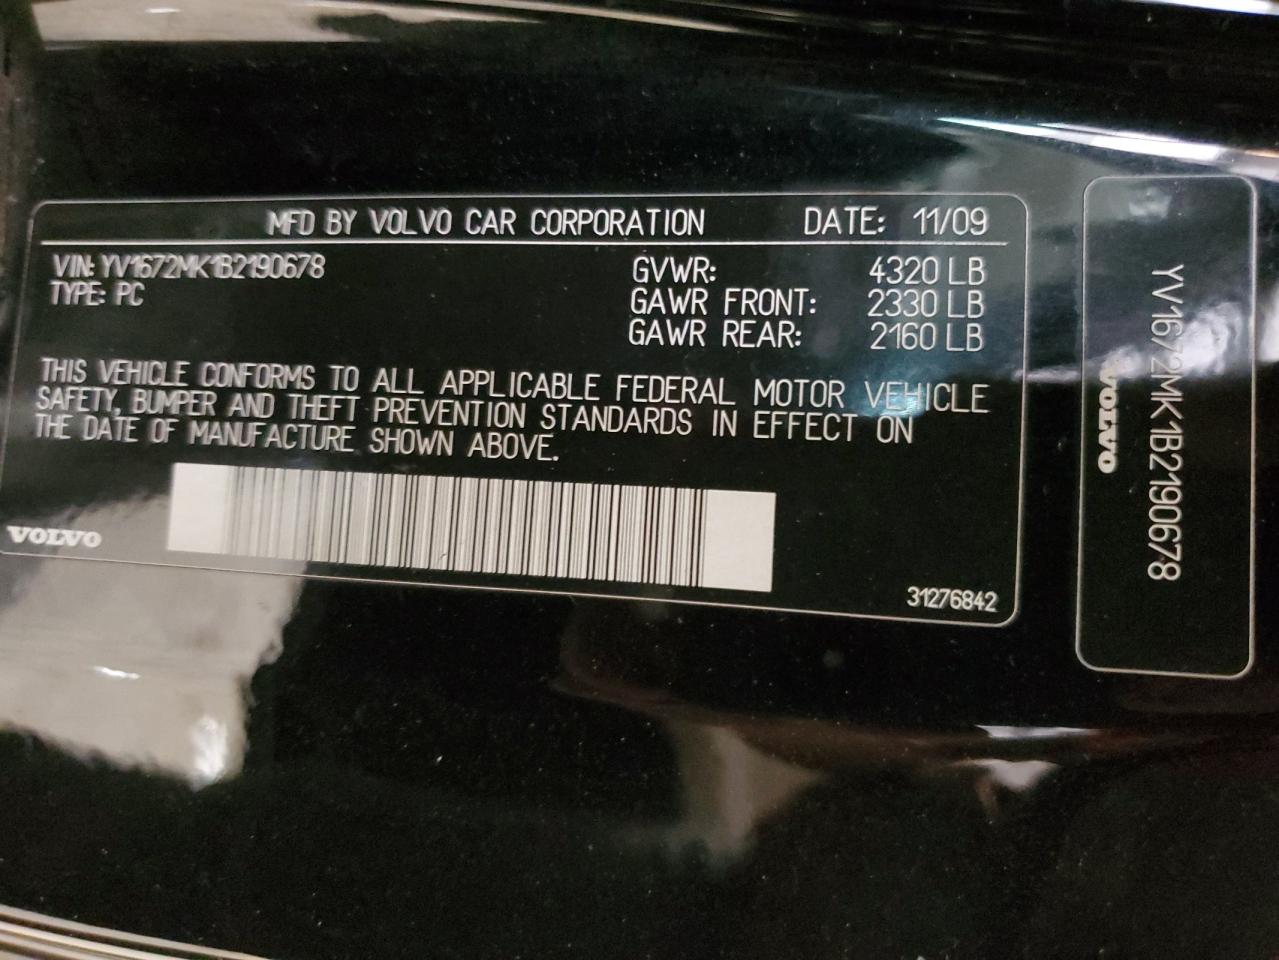 MFD BY VOLVO CAR CORPORATION DATE: 11/09
VIN: YV1672MK1B2190678 GVWR: 4320 LB
TYPE: PC GAWR FRONT: 2330 LB
GAWR REAR: 2160 LB
THIS VEHICLE CONFORMS TO ALL APPLICABLE FEDERAL MOTOR VEHICLE
SAFETY, BUMPER AND THEFT PREVENTION STANDARDS IN EFFECT ON
THE DATE OF MANUFACTURE SHOWN ABOVE.
VOLVO
31276842
YV1672MK1B2190678
VOLVO